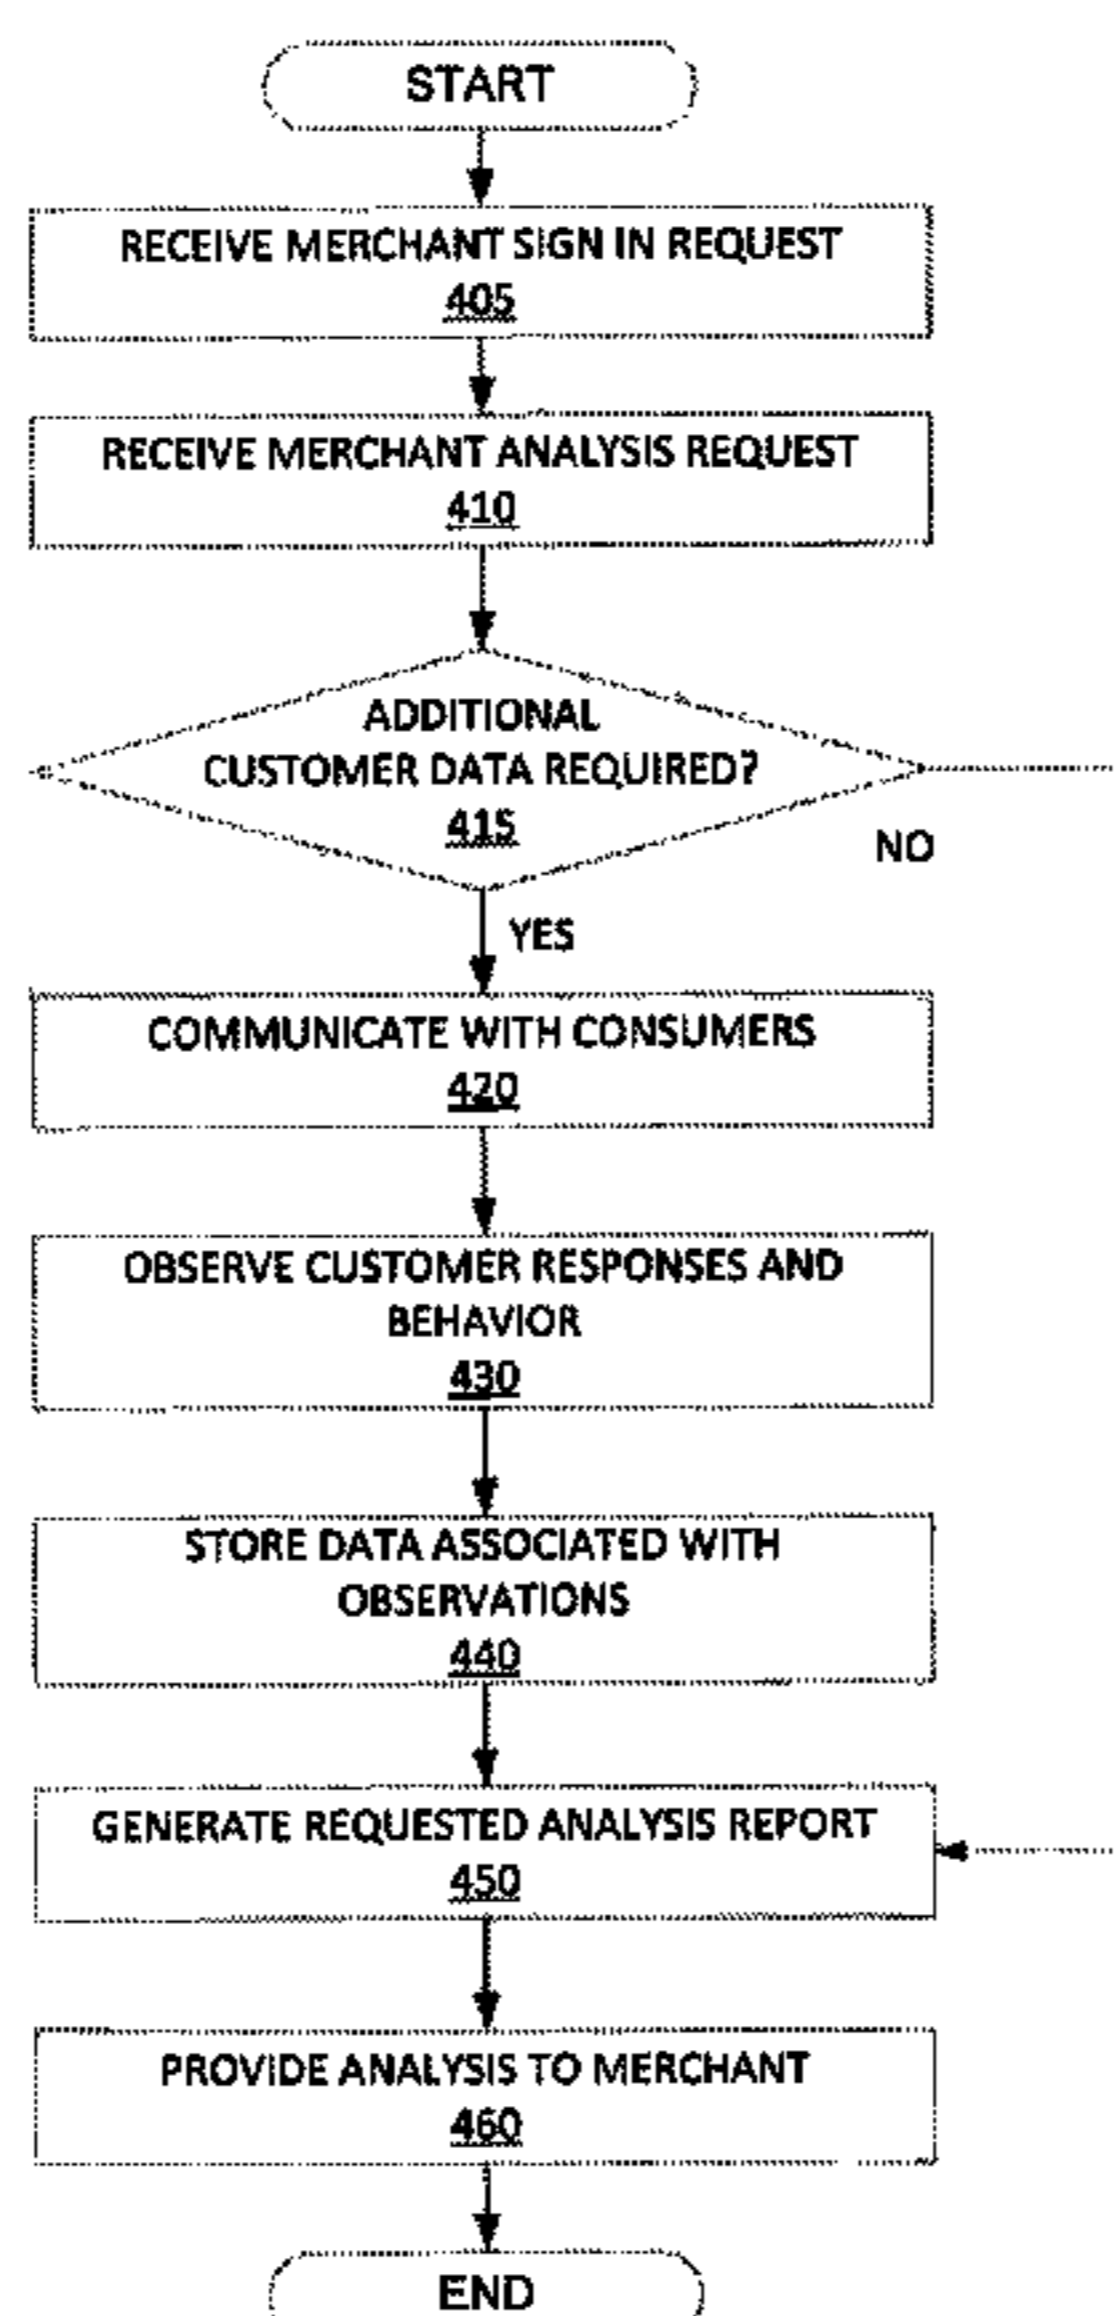 START
RECEIVE MERCHANT SIGN IN REQUEST
405
RECEIVE MERCHANT ANALYSIS REQUEST
410
ADDITIONAL
CUSTOMER DATA REQUIRED?
415
NO
YES
COMMUNICATE WITH CONSUMERS
420
OBSERVE CUSTOMER RESPONSES AND
BEHAVIOR
430
STORE DATA ASSOCIATED WITH
OBSERVATIONS
440
GENERATE REQUESTED ANALYSIS REPORT
450
PROVIDE ANALYSIS TO MERCHANT
460
END